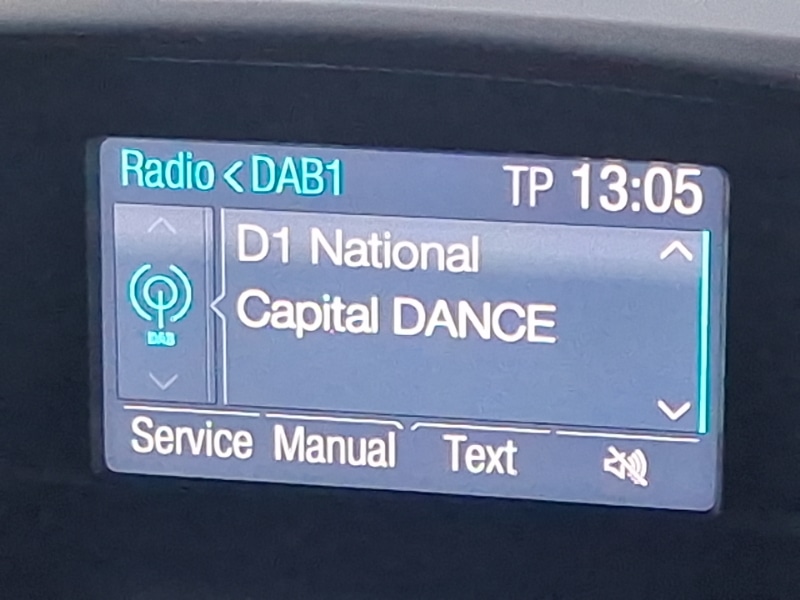 Radio < DAB1 TP 13:05
D1 National
Capital DANCE
DAB
Service Manual Text